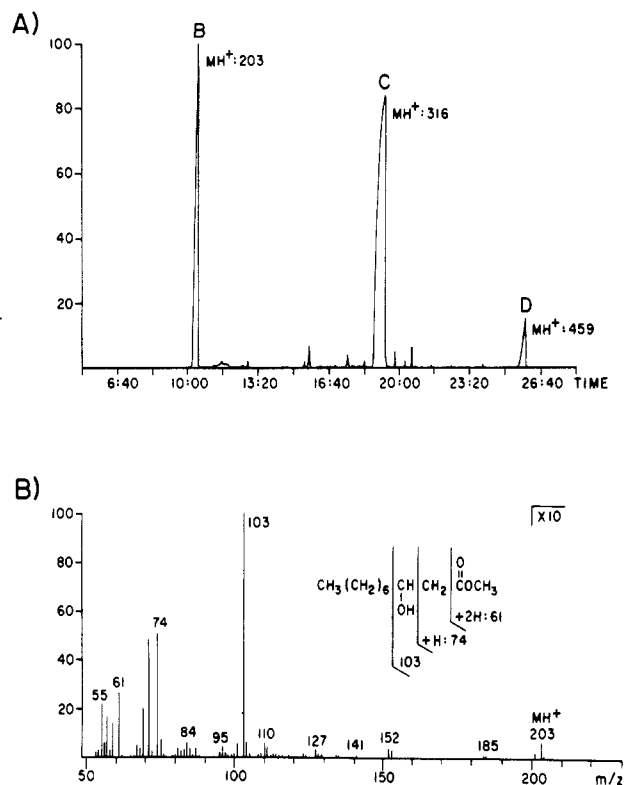 A)
B
MH+:203
C
MH+:316
D
MH+:459
100
80
60
40
20
6:40 10:00 13:20 16:40 20:00 23:20 26:40 TIME
B)
100
80
60
40
20
103
X10
O
CH3(CH2)6 CH CH2 COCH3
OH
+2H:61
+H:74
103
74
61
55
84
95
110
127
141
152
185
MH+
203
50 100 150 200 m/z